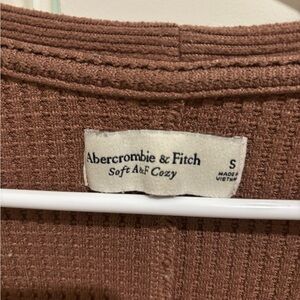 Abercrombie & Fitch
Soft A&F Cozy
S
MADE IN
VIETNAM